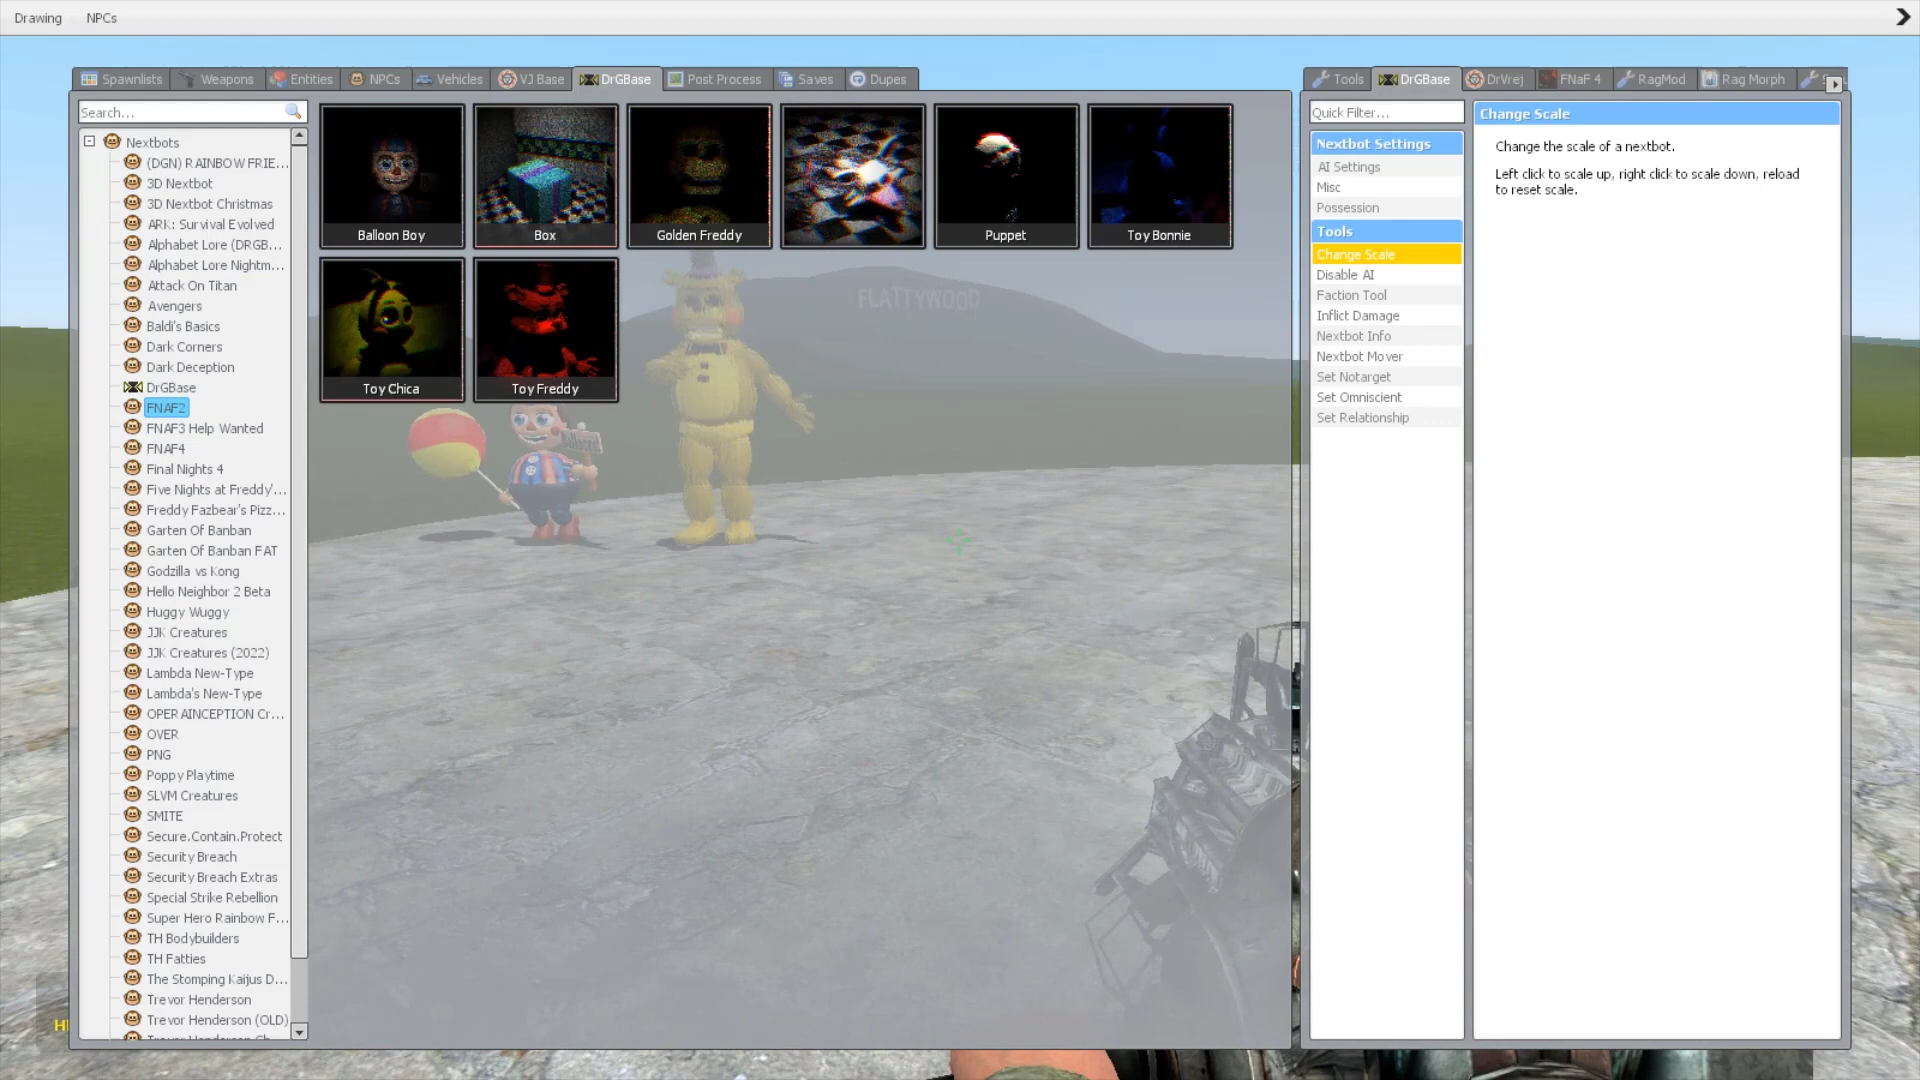 Drawing NPCs
Spawnlists Weapons Entities NPCs Vehicles VJ Base DrGBase Post Process Saves Dupes
Search...
Nextbots
(DGN) RAINBOW FRIE...
3D Nextbot
3D Nextbot Christmas
ARK: Survival Evolved
Alphabet Lore (DRGB...
Alphabet Lore Nightm...
Attack On Titan
Avengers
Baldi's Basics
Dark Corners
Dark Deception
DrGBase
FNAF2
FNAF3 Help Wanted
FNAF4
Final Nights 4
Five Nights at Freddy'...
Freddy Fazbear's Pizz...
Garten Of Banban
Garten Of Banban FAT
Godzilla vs Kong
Hello Neighbor 2 Beta
Huggy Wuggy
JJK Creatures
JJK Creatures (2022)
Lambda New-Type
Lambda's New-Type
OPERAINCEPTION Cr...
OVER
PNG
Poppy Playtime
SLVM Creatures
SMITE
Secure.Contain.Protect
Security Breach
Security Breach Extras
Special Strike Rebellion
Super Hero Rainbow F...
TH Bodybuilders
TH Fatties
The Stomping Kaijus D...
Trevor Henderson
Trevor Henderson (OLD)
Balloon Boy
Box
Golden Freddy
Puppet
Toy Bonnie
Toy Chica
Toy Freddy
FLATTYWOOD
Tools DrGBase DrVrej FNaF 4 RagMod Rag Morph
Quick Filter...
Nextbot Settings
AI Settings
Misc
Possession
Tools
Change Scale
Disable AI
Faction Tool
Inflict Damage
Nextbot Info
Nextbot Mover
Set Notarget
Set Omniscient
Set Relationship
Change Scale
Change the scale of a nextbot.
Left click to scale up, right click to scale down, reload
to reset scale.